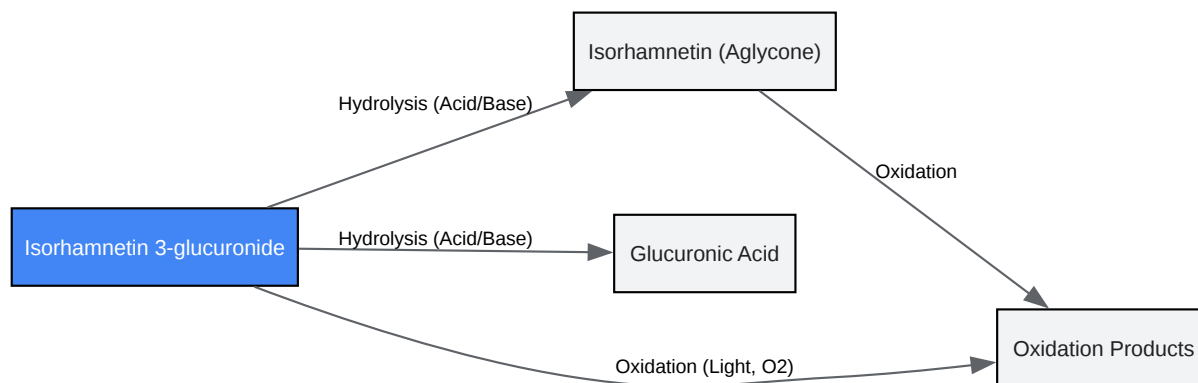 Isorhamnetin (Aglycone)
Hydrolysis (Acid/Base)
Oxidation
Isorhamnetin 3-glucuronide
Hydrolysis (Acid/Base)
Glucuronic Acid
Oxidation Products
Oxidation (Light, O2)